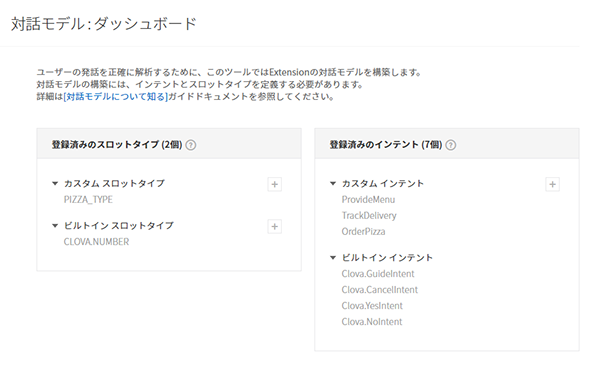 対話モデル : ダッシュボード
ユーザーの発話を正確に解析するために、このツールではExtensionの対話モデルを構築します。
対話モデルの構築には、インテントとスロットタイプを定義する必要があります。
詳細は[対話モデルについて知る]ガイドドキュメントを参照してください。
登録済みのスロットタイプ (2個) ?
カスタム スロットタイプ +
PIZZA_TYPE
ビルトイン スロットタイプ +
CLOVA.NUMBER
登録済みのインテント (7個) ?
カスタム インテント +
ProvideMenu
TrackDelivery
OrderPizza
ビルトイン インテント
Clova.GuideIntent
Clova.CancelIntent
Clova.YesIntent
Clova.NoIntent